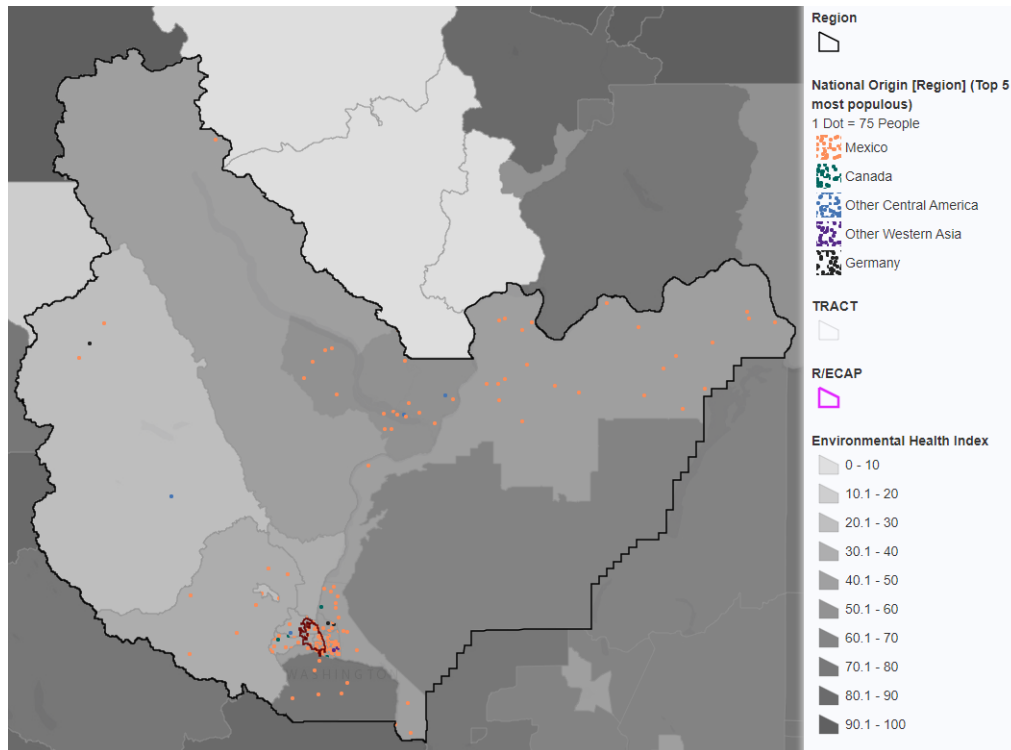 Region
National Origin [Region] (Top 5
most populous)
1 Dot = 75 People
Mexico
Canada
Other Central America
Other Western Asia
Germany
TRACT
R/ECAP
Environmental Health Index
0 - 10
10.1 - 20
20.1 - 30
30.1 - 40
40.1 - 50
50.1 - 60
60.1 - 70
70.1 - 80
80.1 - 90
90.1 - 100
WASHINGTO